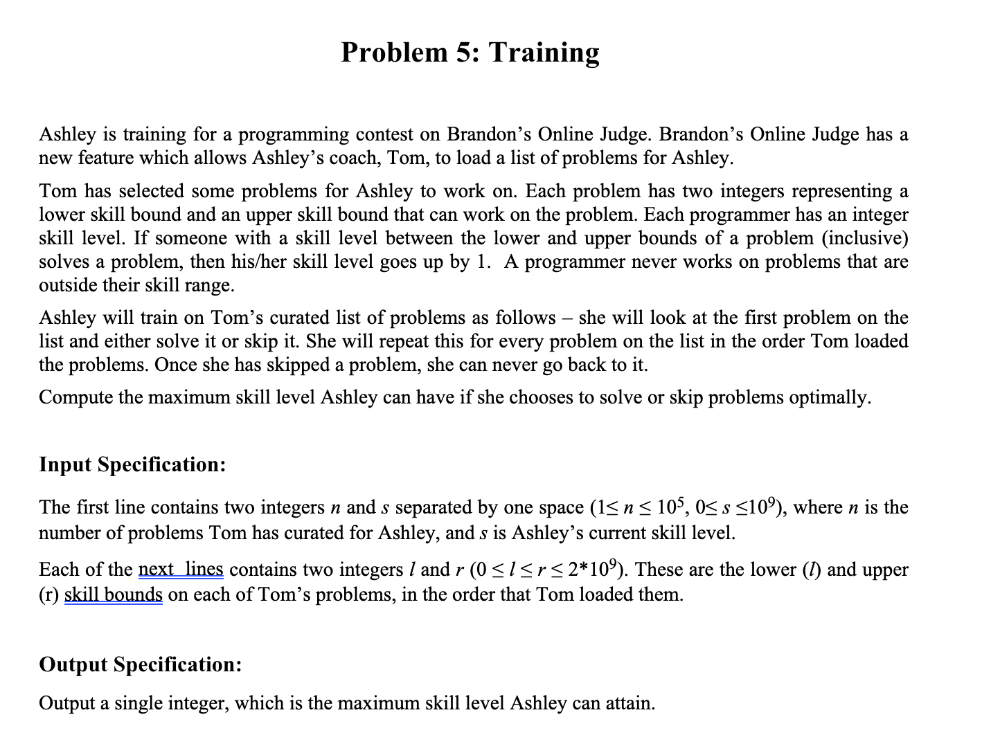 Problem 5: Training
Ashley is training for a programming contest on Brandon’s Online Judge. Brandon’s Online Judge has a
new feature which allows Ashley’s coach, Tom, to load a list of problems for Ashley.
Tom has selected some problems for Ashley to work on. Each problem has two integers representing a
lower skill bound and an upper skill bound that can work on the problem. Each programmer has an integer
skill level. If someone with a skill level between the lower and upper bounds of a problem (inclusive)
solves a problem, then his/her skill level goes up by 1. A programmer never works on problems that are
outside their skill range.
Ashley will train on Tom’s curated list of problems as follows – she will look at the first problem on the
list and either solve it or skip it. She will repeat this for every problem on the list in the order Tom loaded
the problems. Once she has skipped a problem, she can never go back to it.
Compute the maximum skill level Ashley can have if she chooses to solve or skip problems optimally.
Input Specification:
The first line contains two integers n and s separated by one space (1≤ n ≤ 10⁵, 0≤ s ≤10⁹), where n is the
number of problems Tom has curated for Ashley, and s is Ashley’s current skill level.
Each of the next lines contains two integers l and r (0 ≤ l ≤ r ≤ 2*10⁹). These are the lower (l) and upper
(r) skill bounds on each of Tom’s problems, in the order that Tom loaded them.
Output Specification:
Output a single integer, which is the maximum skill level Ashley can attain.